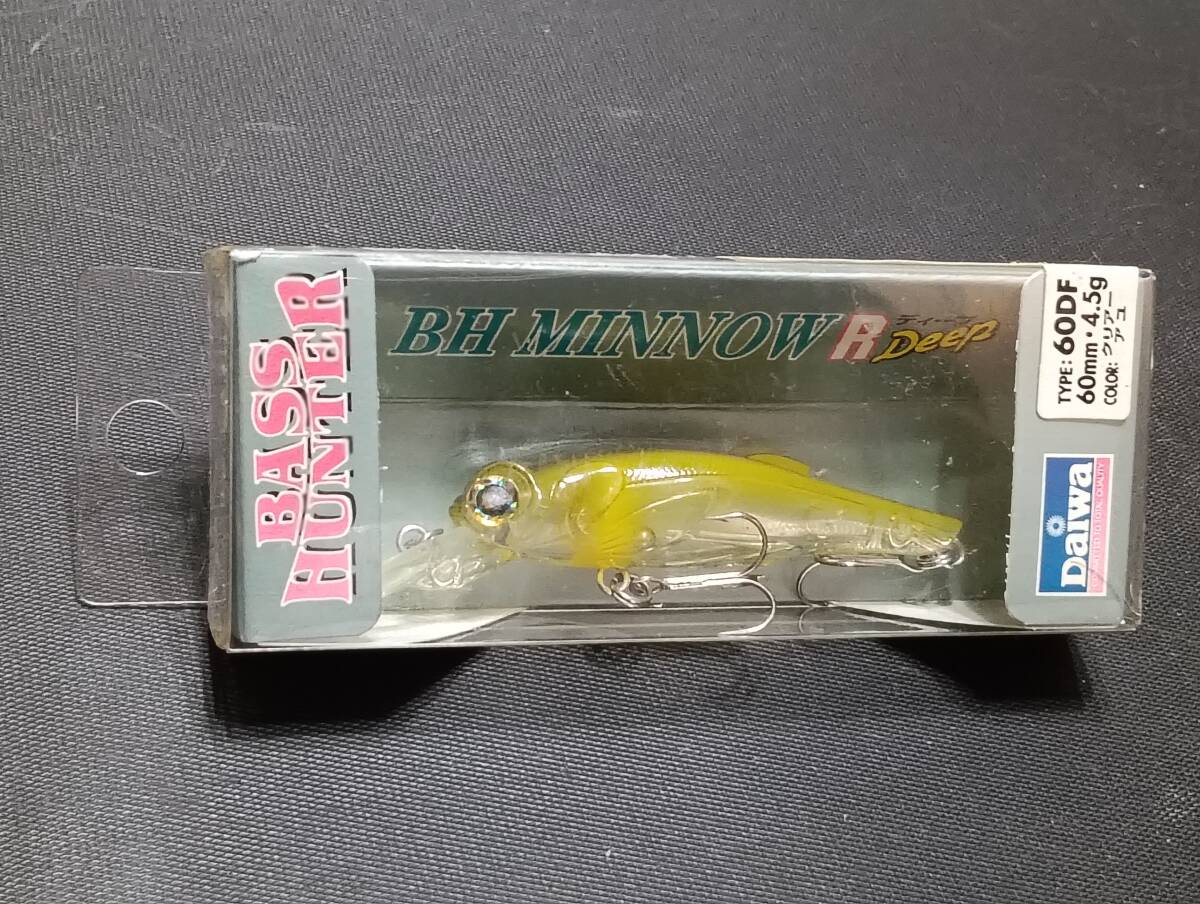 BASS
HUNTER
BH MINNOW R Deep
ディープ
TYPE: 60DF
60mm・4.5g
COLOR: クリアーアユ
Daiwa